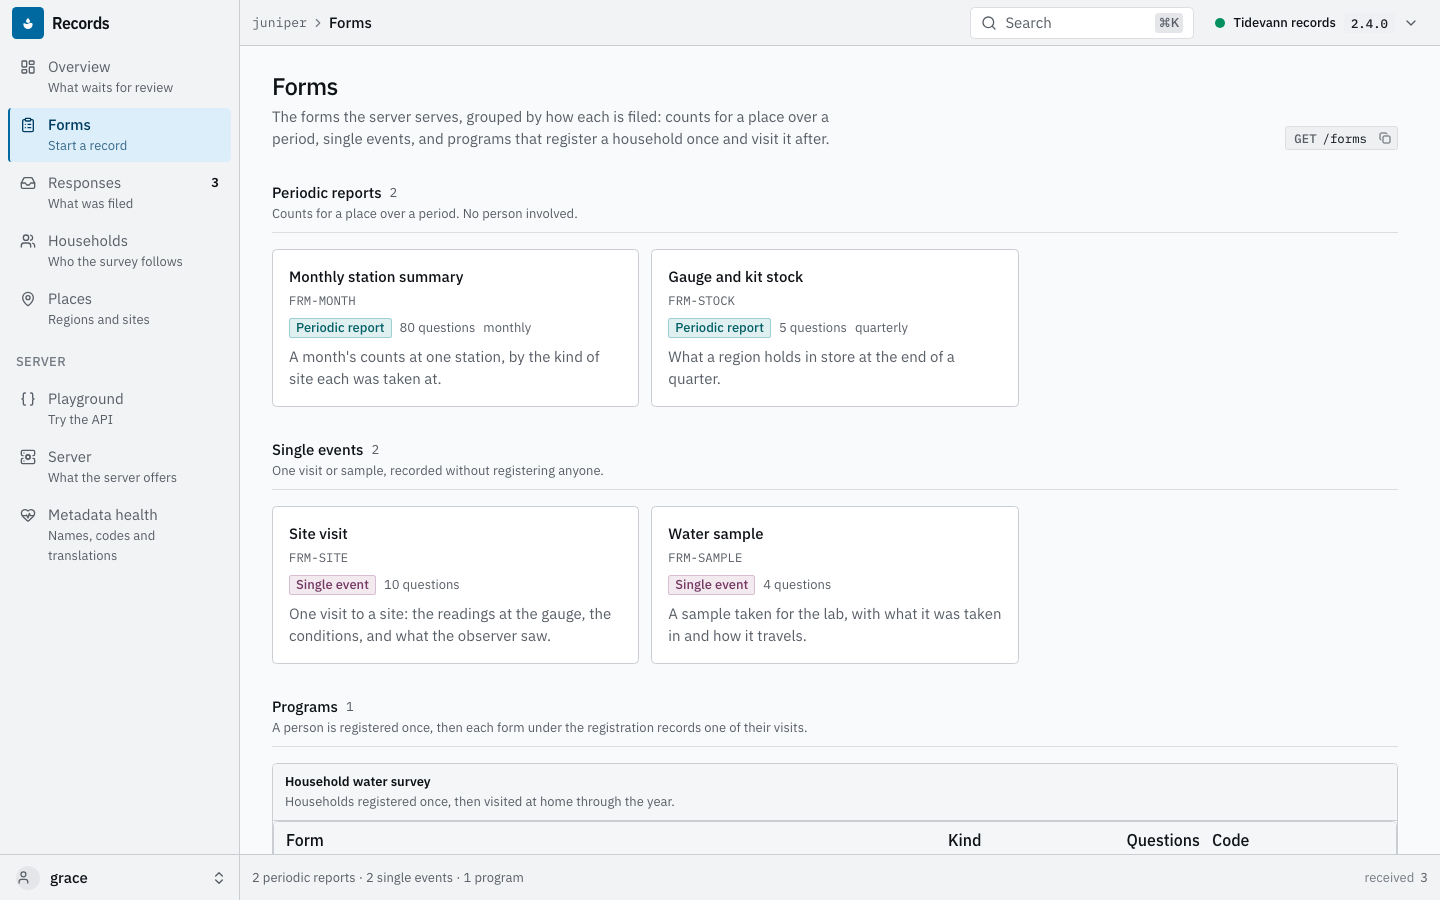 Records
juniper > Forms
Search ⌘K
Tidevann records 2.4.0
Overview
What waits for review
Forms
Start a record
Responses 3
What was filed
Households
Who the survey follows
Places
Regions and sites
SERVER
Playground
Try the API
Server
What the server offers
Metadata health
Names, codes and
translations
grace
Forms
The forms the server serves, grouped by how each is filed: counts for a place over a
period, single events, and programs that register a household once and visit it after.
GET /forms
Periodic reports 2
Counts for a place over a period. No person involved.
Monthly station summary
FRM-MONTH
Periodic report 80 questions monthly
A month's counts at one station, by the kind of
site each was taken at.
Gauge and kit stock
FRM-STOCK
Periodic report 5 questions quarterly
What a region holds in store at the end of a
quarter.
Single events 2
One visit or sample, recorded without registering anyone.
Site visit
FRM-SITE
Single event 10 questions
One visit to a site: the readings at the gauge, the
conditions, and what the observer saw.
Water sample
FRM-SAMPLE
Single event 4 questions
A sample taken for the lab, with what it was taken
in and how it travels.
Programs 1
A person is registered once, then each form under the registration records one of their visits.
Household water survey
Households registered once, then visited at home through the year.
Form Kind Questions Code
2 periodic reports · 2 single events · 1 program
received 3